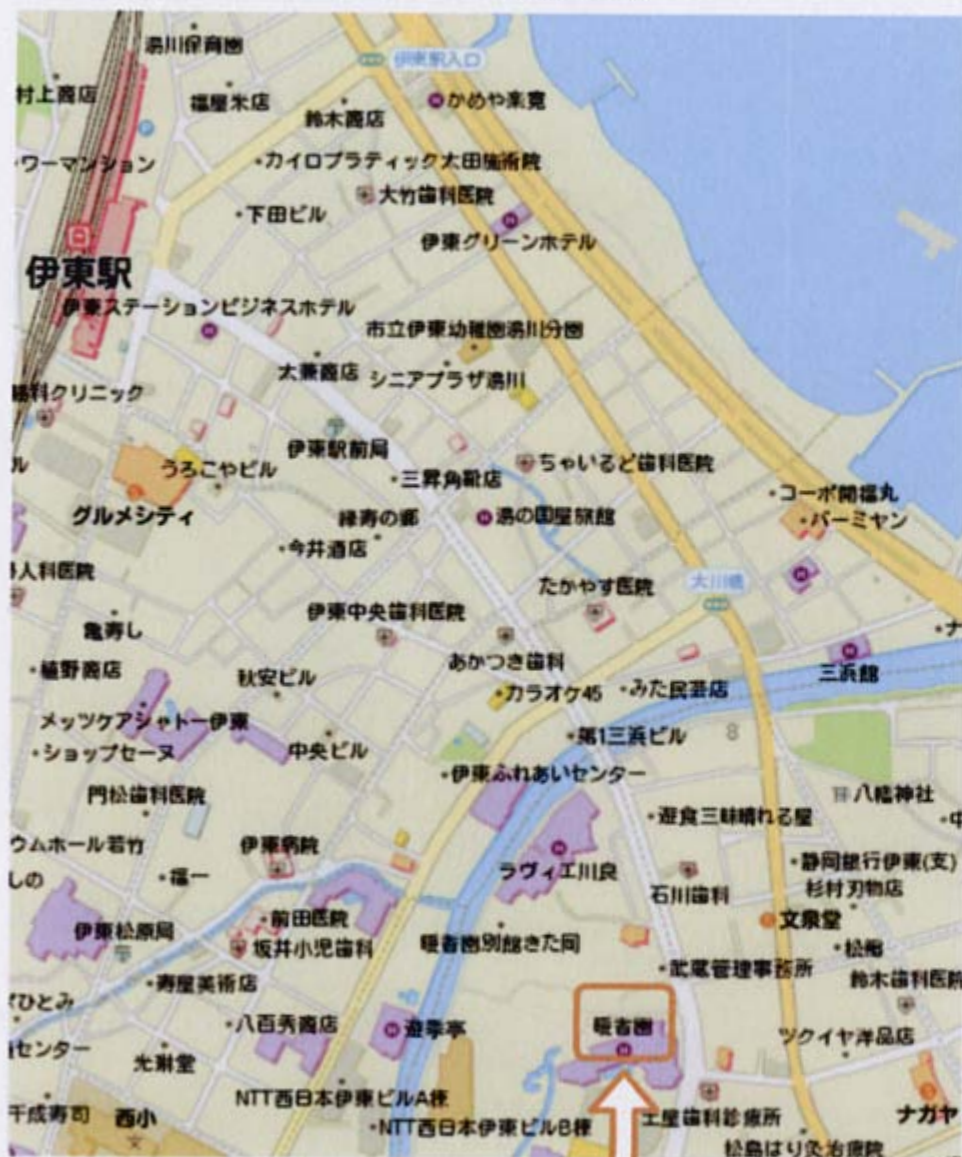 湯川保育園
伊東駅入口
村上商店
福屋米店
鈴木商店
かめや楽寛
ワーマンション
カイロプラティック太田施術院
大竹歯科医院
下田ビル
伊東グリーンホテル
伊東駅
伊東ステーションビジネスホテル
市立伊東幼稚園湯川分園
太兼商店
シニアプラザ湯川
眼科クリニック
伊東駅前局
ル
うろこやビル
三昇角靴店
ちゃいるど歯科医院
コーポ開福丸
グルメシティ
緑寿の郷
湯の国屋旅館
バーミヤン
今井酒店
人科医院
たかやす医院
大川橋
亀寿し
伊東中央歯科医院
ナ
植野商店
秋安ビル
あかつき歯科
三浜館
カラオケ45
みた民芸店
メッツケアシャトー伊東
ショップセーヌ
中央ビル
第1三浜ビル
8
伊東ふれあいセンター
門松歯科医院
八幡神社
遊食三昧晴れる屋
中
ウムホール若竹
伊東病院
ラヴィエ川良
静岡銀行伊東(支)
しの
福一
石川歯科
杉村刃物店
前田医院
文泉堂
伊東松原局
坂井小児歯科
暖香園別館きた岡
松船
武蔵管理事務所
鈴木歯科医院
寿屋美術店
ひとみ
八百秀商店
遊季亭
暖香園
ツクイヤ洋品店
センター
光琳堂
NTT西日本伊東ビルA棟
千成寿司
西小
NTT西日本伊東ビルB棟
土屋歯科診療所
ナガヤ
松島はり灸治療院